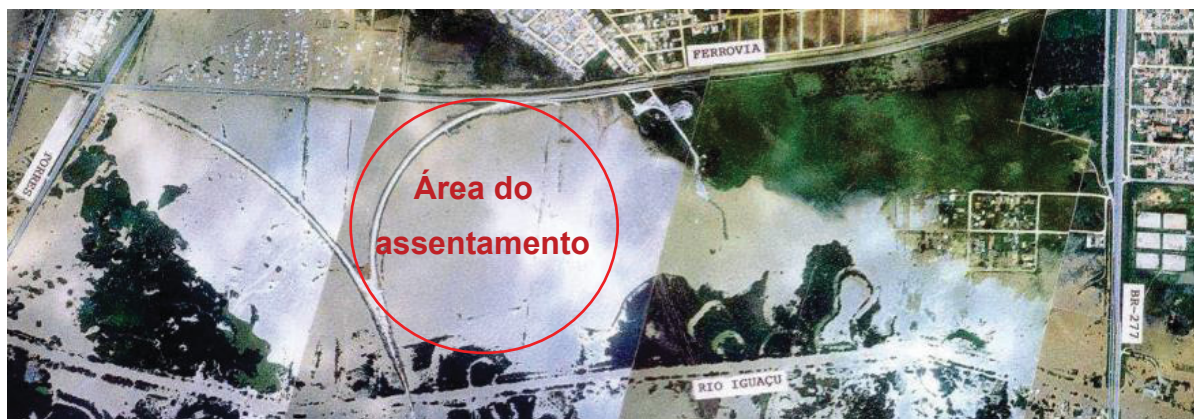 FERROVIA
TORRES
Área do
assentamento
BR-277
RIO IGUAÇU